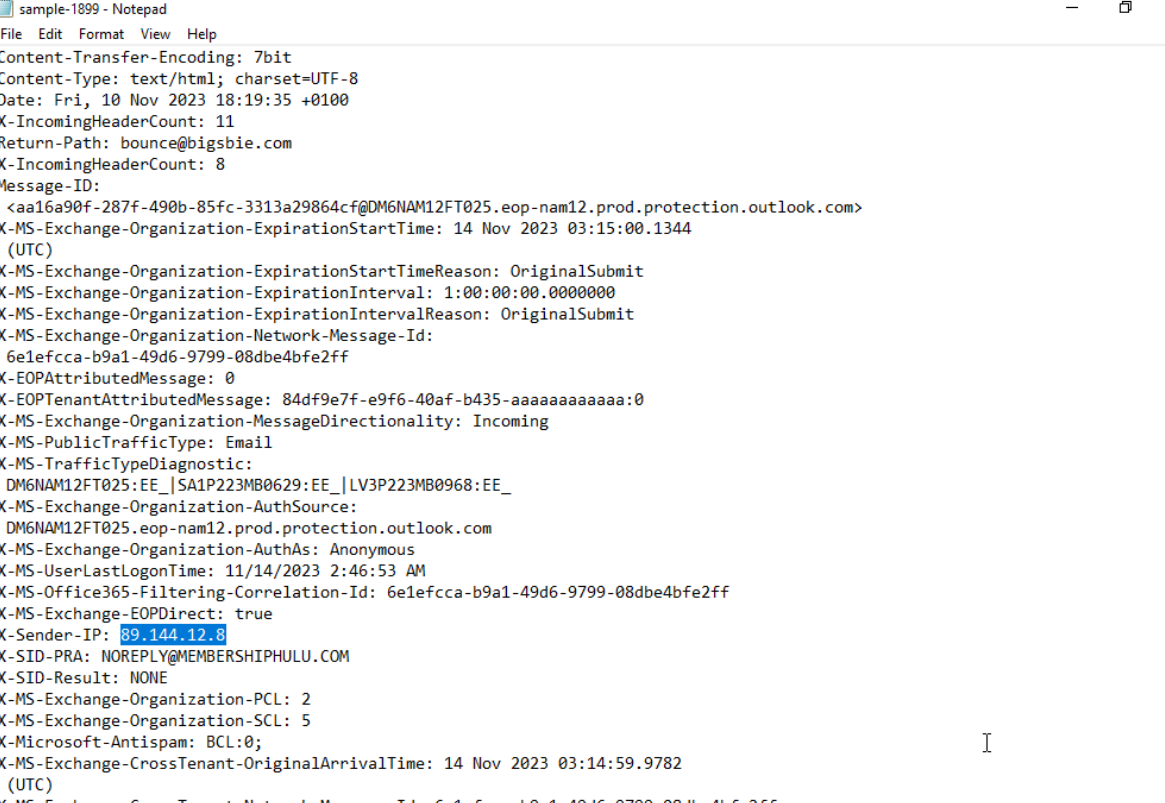 sample-1899 - Notepad
File Edit Format View Help
Content-Transfer-Encoding: 7bit
Content-Type: text/html; charset=UTF-8
Date: Fri, 10 Nov 2023 18:19:35 +0100
X-IncomingHeaderCount: 11
Return-Path: bounce@bigsbie.com
X-IncomingHeaderCount: 8
Message-ID:
<aa16a90f-287f-490b-85fc-3313a29864cf@DM6NAM12FT025.eop-nam12.prod.protection.outlook.com>
X-MS-Exchange-Organization-ExpirationStartTime: 14 Nov 2023 03:15:00.1344
(UTC)
X-MS-Exchange-Organization-ExpirationStartTimeReason: OriginalSubmit
X-MS-Exchange-Organization-ExpirationInterval: 1:00:00:00.0000000
X-MS-Exchange-Organization-ExpirationIntervalReason: OriginalSubmit
X-MS-Exchange-Organization-Network-Message-Id:
6e1efcca-b9a1-49d6-9799-08dbe4bfe2ff
X-EOPAttributedMessage: 0
X-EOPTenantAttributedMessage: 84df9e7f-e9f6-40af-b435-aaaaaaaaaaaa:0
X-MS-Exchange-Organization-MessageDirectionality: Incoming
X-MS-PublicTrafficType: Email
X-MS-TrafficTypeDiagnostic:
DM6NAM12FT025:EE_|SA1P223MB0629:EE_|LV3P223MB0968:EE_
X-MS-Exchange-Organization-AuthSource:
DM6NAM12FT025.eop-nam12.prod.protection.outlook.com
X-MS-Exchange-Organization-AuthAs: Anonymous
X-MS-UserLastLogonTime: 11/14/2023 2:46:53 AM
X-MS-Office365-Filtering-Correlation-Id: 6e1efcca-b9a1-49d6-9799-08dbe4bfe2ff
X-MS-Exchange-EOPDirect: true
X-Sender-IP: 89.144.12.8
X-SID-PRA: NOREPLY@MEMBERSHIPHULU.COM
X-SID-Result: NONE
X-MS-Exchange-Organization-PCL: 2
X-MS-Exchange-Organization-SCL: 5
X-Microsoft-Antispam: BCL:0;
X-MS-Exchange-CrossTenant-OriginalArrivalTime: 14 Nov 2023 03:14:59.9782
(UTC)